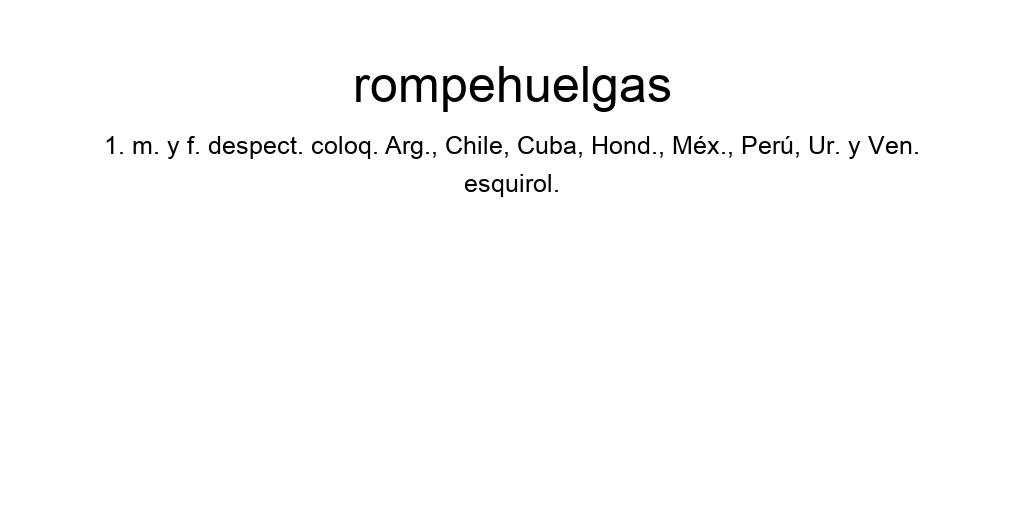 rompehuelgas
1. m. y f. despect. coloq. Arg., Chile, Cuba, Hond., Méx., Perú, Ur. y Ven.
esquirol.